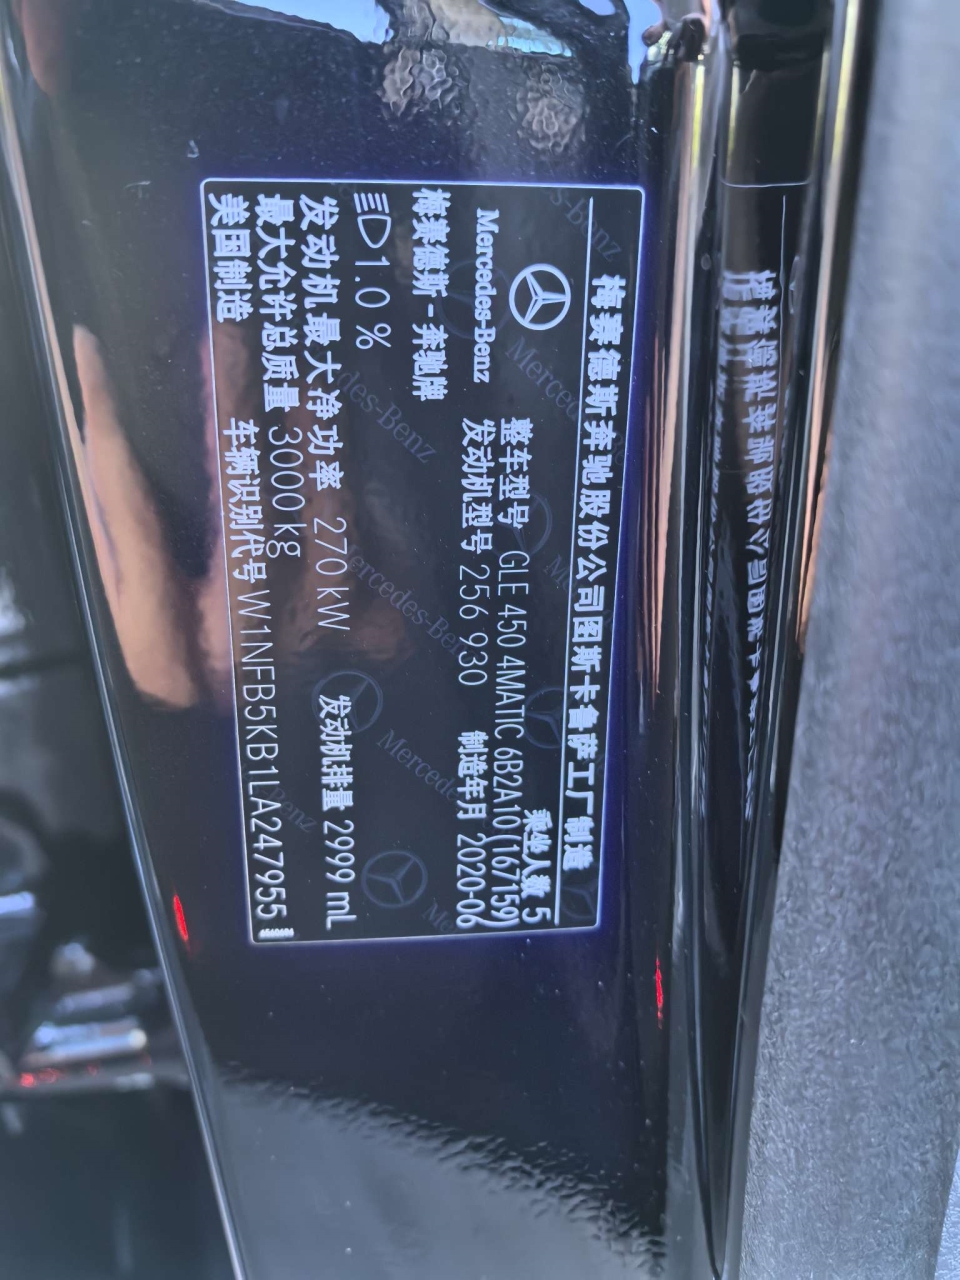 梅赛德斯奔驰股份公司图斯卡鲁萨工厂制造
Mercedes-Benz
梅赛德斯-奔驰牌
乘坐人数 5
整车型号 GLE 450 4MATIC 6B2A10(167159)
发动机型号 256 930 制造年月 2020-06
1.0 %
发动机最大净功率 270 kW 发动机排量 2999 mL
最大允许总质量 3000 kg
美国制造 车辆识别代号 W1NFB5KB1LA247955